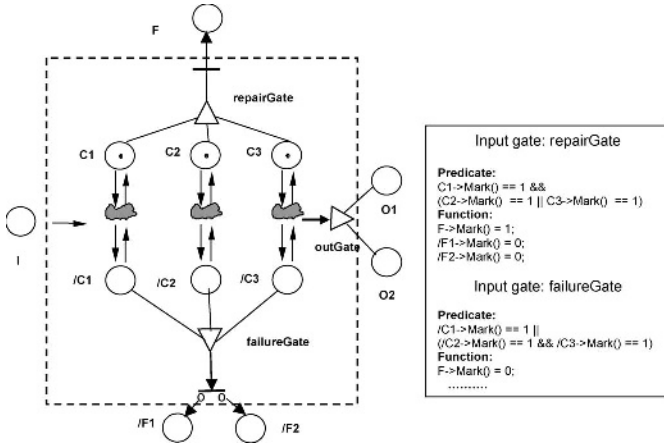 F
repairGate
C1
C2
C3
I
O1
outGate
O2
/C1
/C2
/C3
failureGate
O O
/F1
/F2
Input gate: repairGate
Predicate:
C1->Mark() == 1 &&
(C2->Mark() == 1 || C3->Mark() == 1)
Function:
F->Mark() = 1;
/F1->Mark() = 0;
/F2->Mark() = 0;
Input gate: failureGate
Predicate:
/C1->Mark() == 1 ||
(/C2->Mark() == 1 && /C3->Mark() == 1)
Function:
F->Mark() = 0;
..........